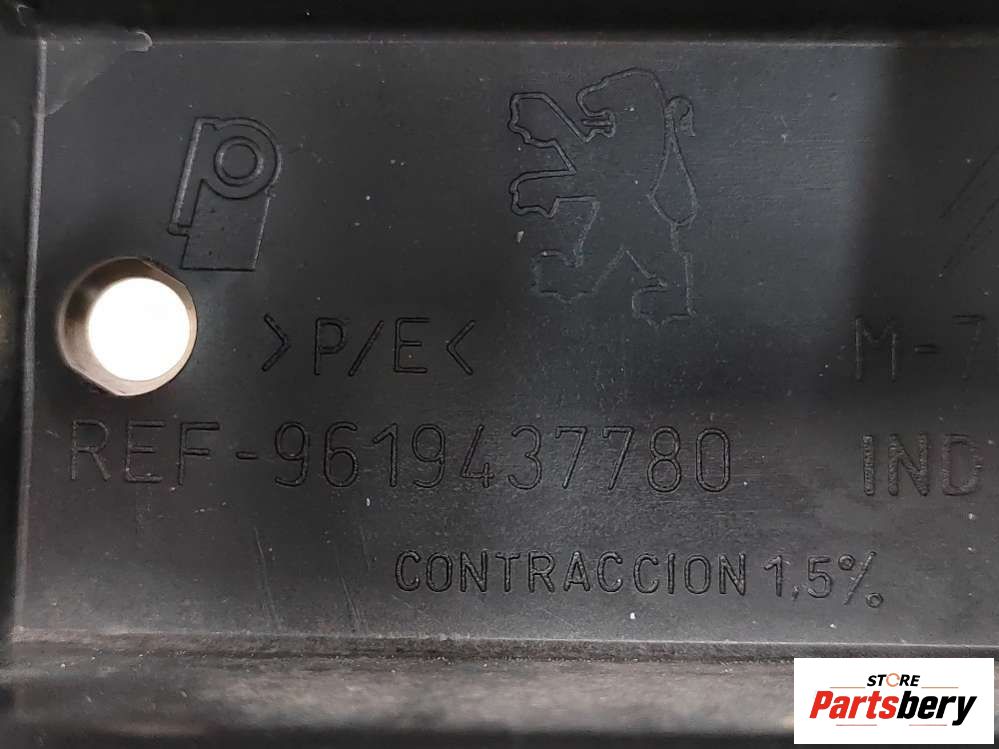 >P/E< M-7
REF-9619437780 IND
CONTRACCION 1,5%
STORE
Partsbery